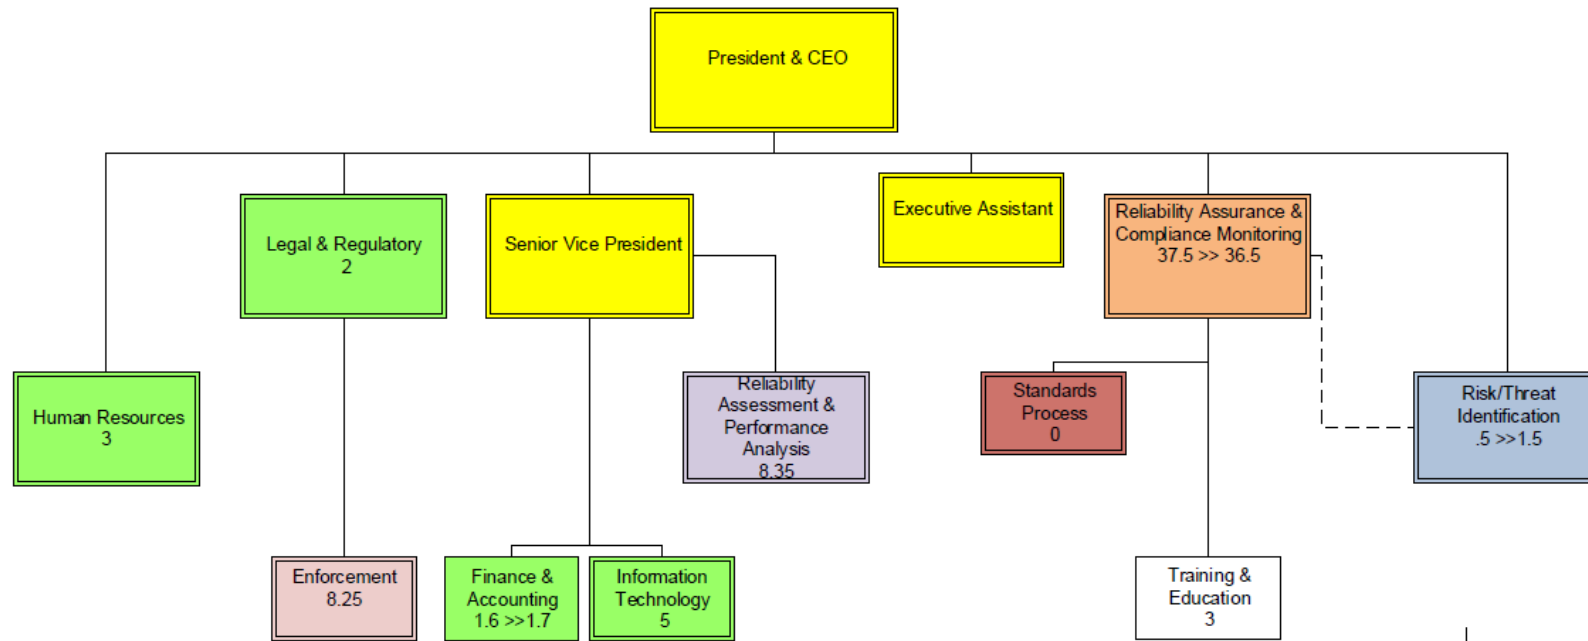 President & CEO
Executive Assistant
Legal & Regulatory
2
Senior Vice President
Reliability Assurance &
Compliance Monitoring
37.5 >> 36.5
Human Resources
3
Reliability
Assessment &
Performance
Analysis
8.35
Standards
Process
0
Risk/Threat
Identification
.5 >>1.5
Enforcement
8.25
Finance &
Accounting
1.6 >>1.7
Information
Technology
5
Training &
Education
3